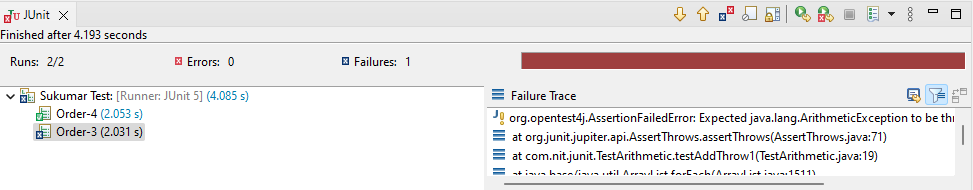 JUnit
Finished after 4.193 seconds
Runs: 2/2 Errors: 0 Failures: 1
Sukumar Test: [Runner: JUnit 5] (4.085 s)
Order-4 (2.053 s)
Order-3 (2.031 s)
Failure Trace
org.opentest4j.AssertionFailedError: Expected java.lang.ArithmeticException to be thr
at org.junit.jupiter.api.AssertThrows.assertThrows(AssertThrows.java:71)
at com.nit.junit.TestArithmetic.testAddThrow1(TestArithmetic.java:19)
at java.base/java.util.ArrayList.forEach(ArrayList.java:1511)